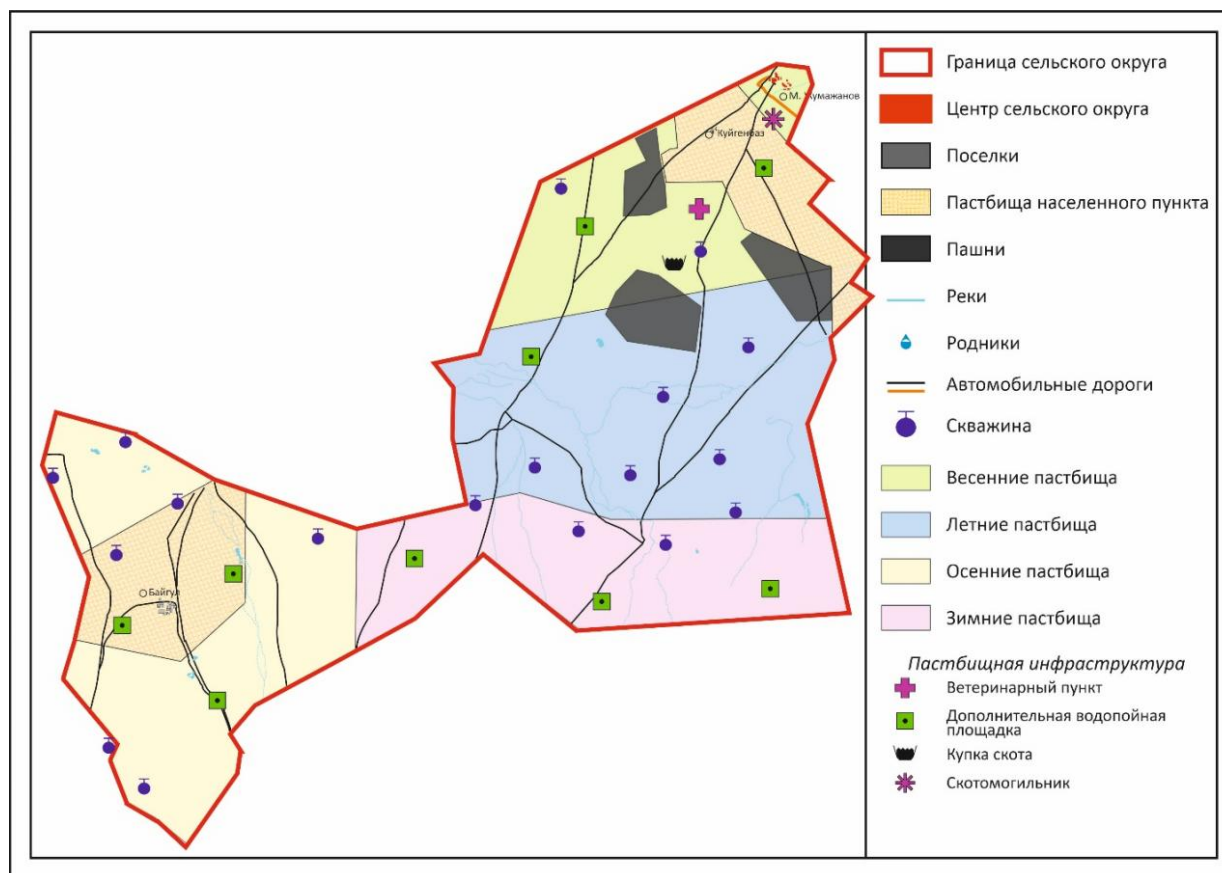 М. Жумажанов
Куйгенбаз
Байгул
Граница сельского округа
Центр сельского округа
Поселки
Пастбища населенного пункта
Пашни
Реки
Родники
Автомобильные дороги
Скважина
Весенние пастбища
Летние пастбища
Осенние пастбища
Зимние пастбища
Пастбищная инфраструктура
Ветеринарный пункт
Дополнительная водопойная
площадка
Купка скота
Скотомогильник